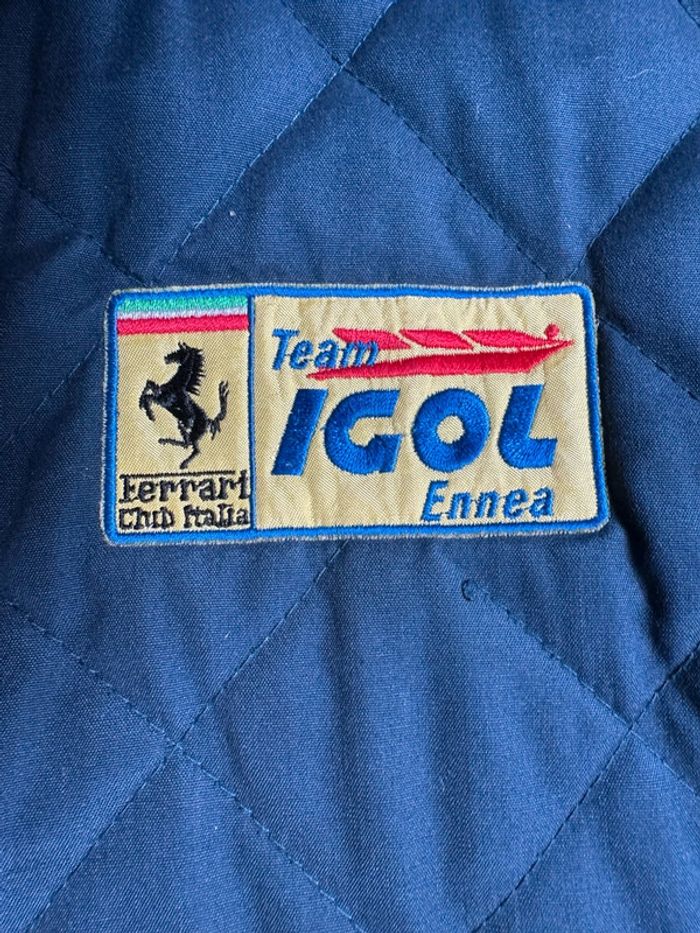 Ferrari
Club Italia
Team
IGOL
Ennea